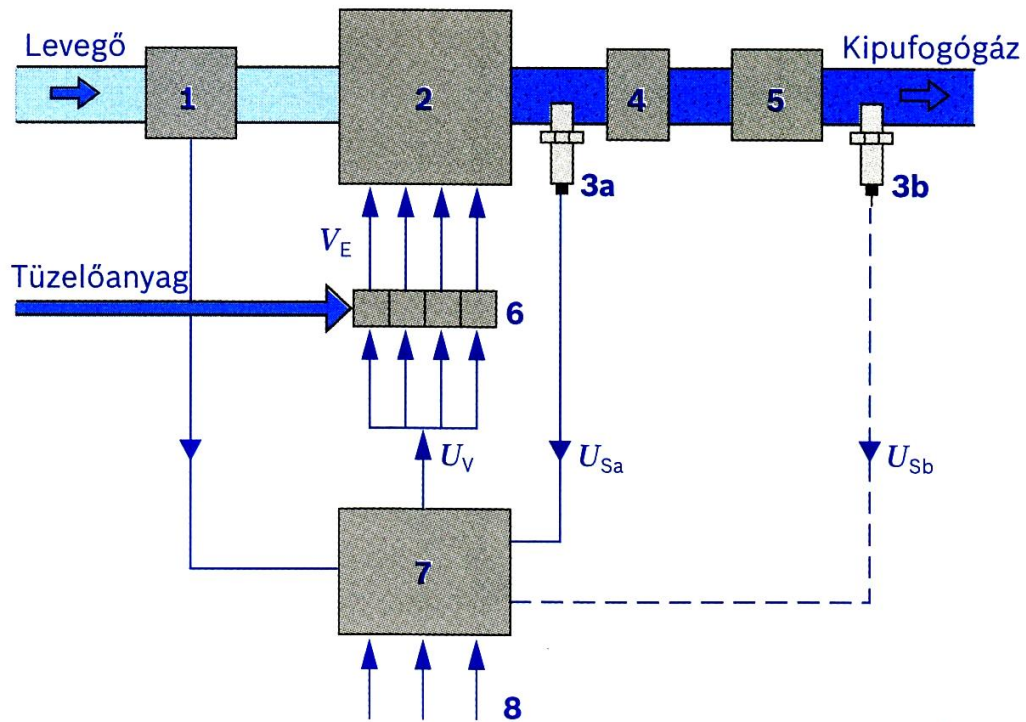 Levegő
Kipufogógáz
1
2
4
5
3a
3b
V_E
Tüzelőanyag
6
U_V
U_Sa
U_Sb
7
8